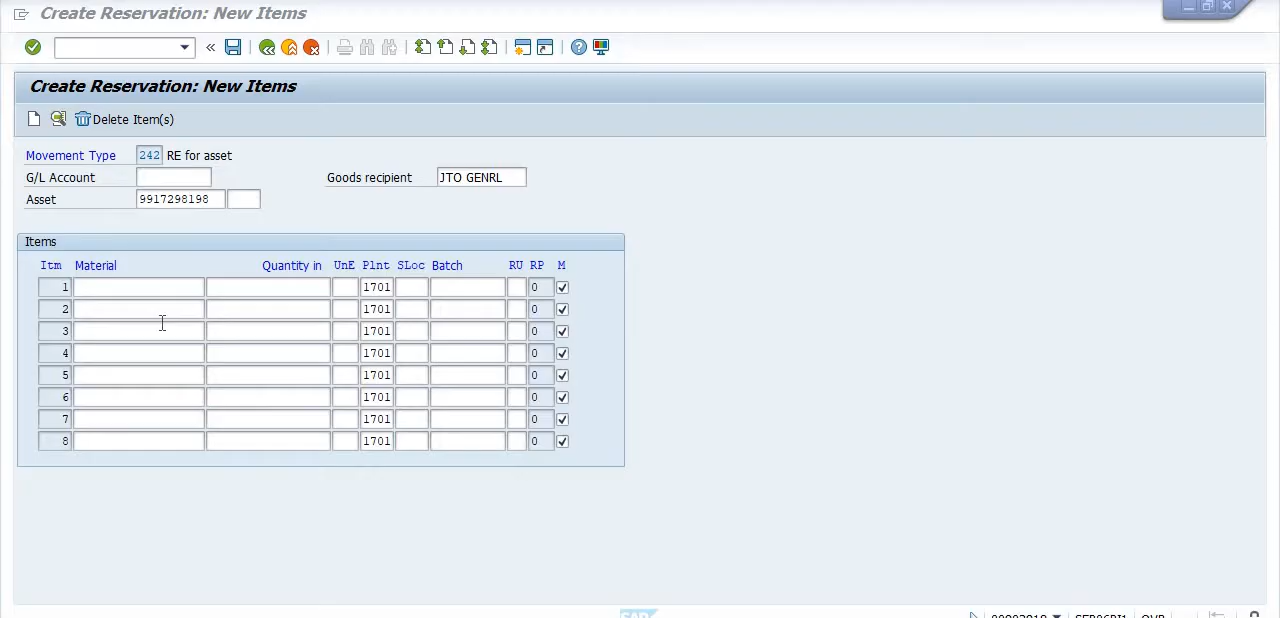 Create Reservation: New Items
Create Reservation: New Items
Delete Item(s)
Movement Type 242 RE for asset
G/L Account Goods recipient JTO GENRL
Asset 9917298198
Items
Itm Material Quantity in UnE Plnt SLoc Batch RU RP M
1 1701 0
2 1701 0
3 1701 0
4 1701 0
5 1701 0
6 1701 0
7 1701 0
8 1701 0
SAP OVR